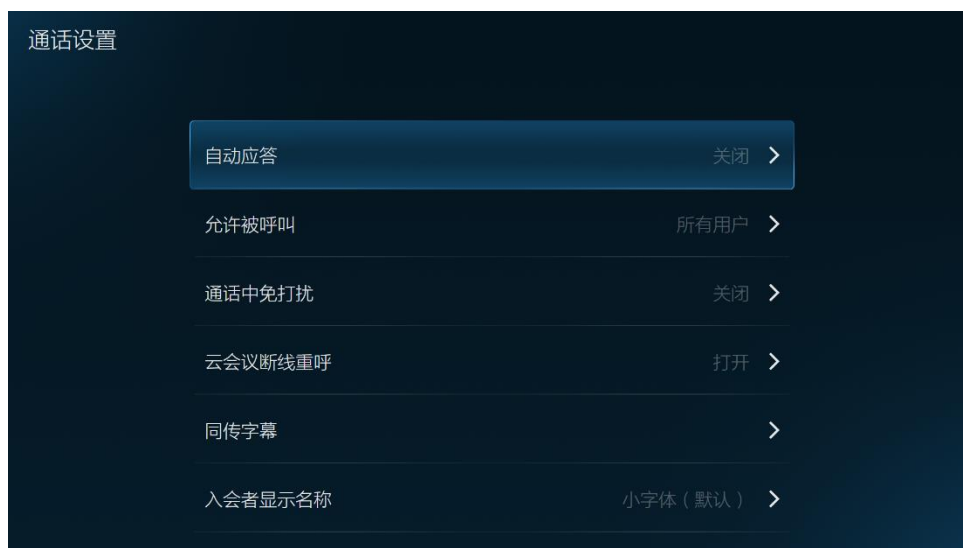 通话设置
自动应答 关闭
允许被呼叫 所有用户
通话中免打扰 关闭
云会议断线重呼 打开
同传字幕
入会者显示名称 小字体（默认）